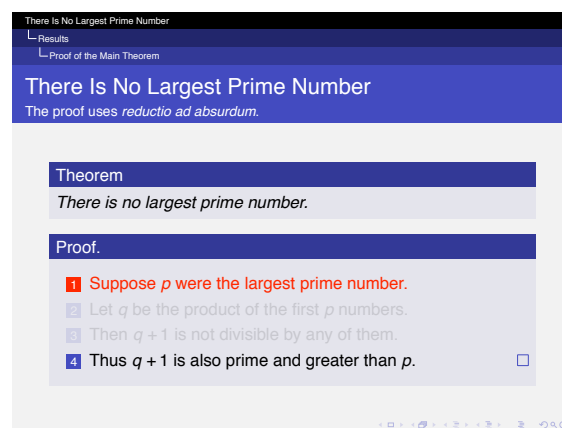 There Is No Largest Prime Number
Results
Proof of the Main Theorem
There Is No Largest Prime Number
The proof uses reductio ad absurdum.
Theorem
There is no largest prime number.
Proof.
1 Suppose p were the largest prime number.
2 Let q be the product of the first p numbers.
3 Then q + 1 is not divisible by any of them.
4 Thus q + 1 is also prime and greater than p. □